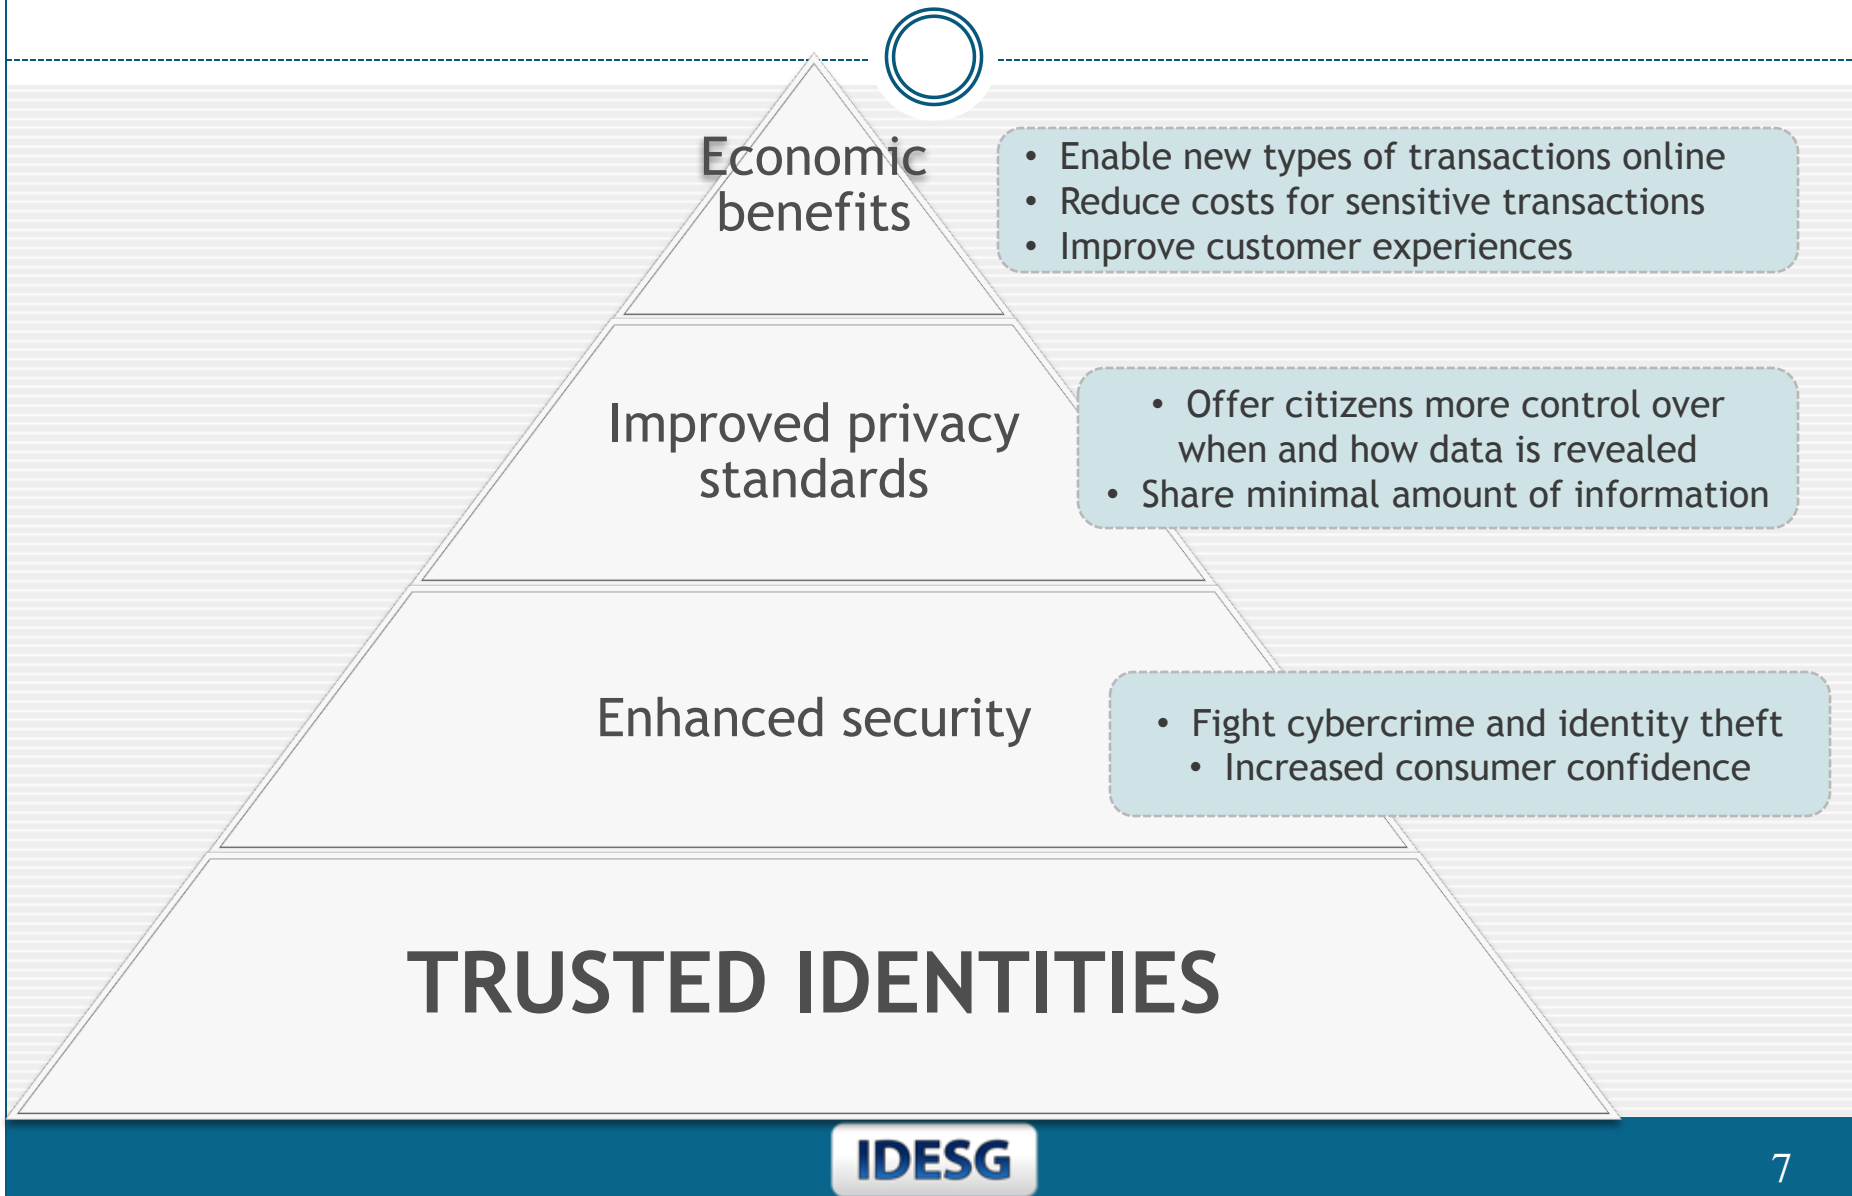 Economic
benefits
• Enable new types of transactions online
• Reduce costs for sensitive transactions
• Improve customer experiences
Improved privacy
standards
• Offer citizens more control over
when and how data is revealed
• Share minimal amount of information
Enhanced security
• Fight cybercrime and identity theft
• Increased consumer confidence
TRUSTED IDENTITIES
IDESG
7